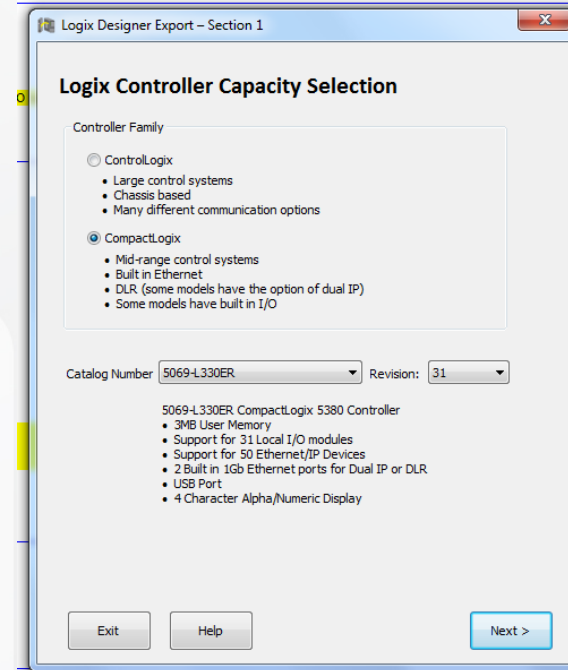 Logix Designer Export – Section 1
Logix Controller Capacity Selection
o
Controller Family
ControlLogix
• Large control systems
• Chassis based
• Many different communication options
CompactLogix
• Mid-range control systems
• Built in Ethernet
• DLR (some models have the option of dual IP)
• Some models have built in I/O
Catalog Number 5069-L330ER Revision: 31
5069-L330ER CompactLogix 5380 Controller
• 3MB User Memory
• Support for 31 Local I/O modules
• Support for 50 Ethernet/IP Devices
• 2 Built in 1Gb Ethernet ports for Dual IP or DLR
• USB Port
• 4 Character Alpha/Numeric Display
Exit Help Next >